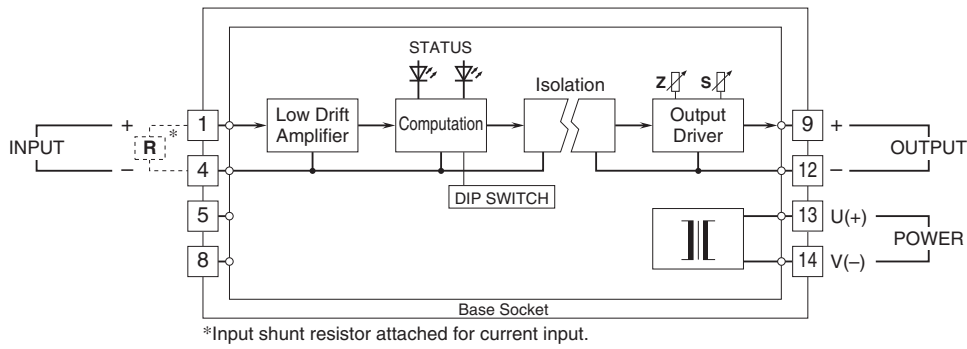 STATUS
Isolation
Z S
1
+
*
Low Drift
Amplifier
Computation
Output
Driver
9 +
INPUT
R
OUTPUT
−
4
12 −
DIP SWITCH
5
13 U(+)
POWER
8
14 V(−)
Base Socket
*Input shunt resistor attached for current input.